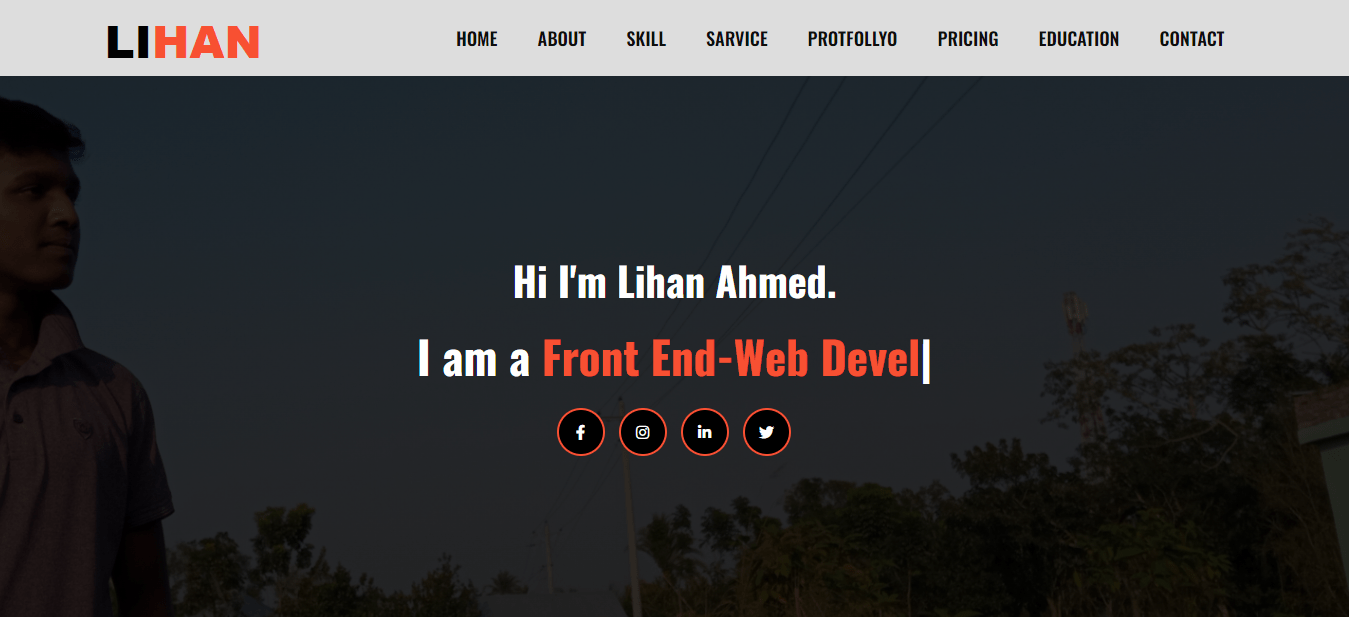 LIHAN
HOME ABOUT SKILL SARVICE PROTFOLLYO PRICING EDUCATION CONTACT
Hi I'm Lihan Ahmed.
I am a Front End-Web Devel|